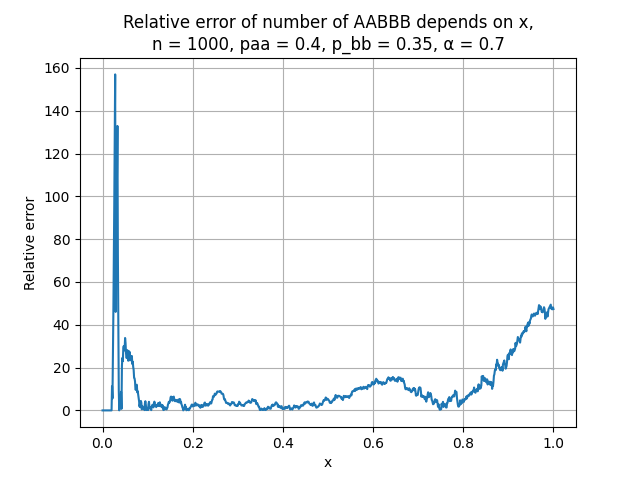 Relative error of number of AABBB depends on x,
n = 1000, paa = 0.4, p_bb = 0.35, α = 0.7
160
140
120
100
80
60
40
20
0
Relative error
0.0 0.2 0.4 0.6 0.8 1.0
x